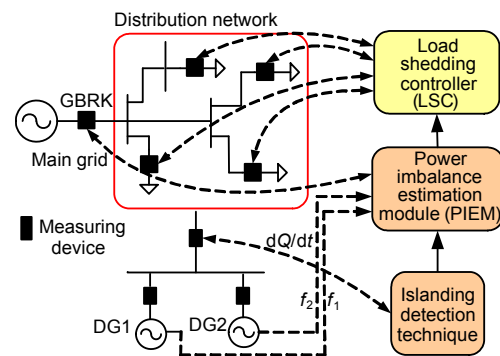 Distribution network
GBRK
Main grid
Measuring
device
Load
shedding
controller
(LSC)
Power
imbalance
estimation
module (PIEM)
dQ/dt
f2
f1
DG1
DG2
Islanding
detection
technique